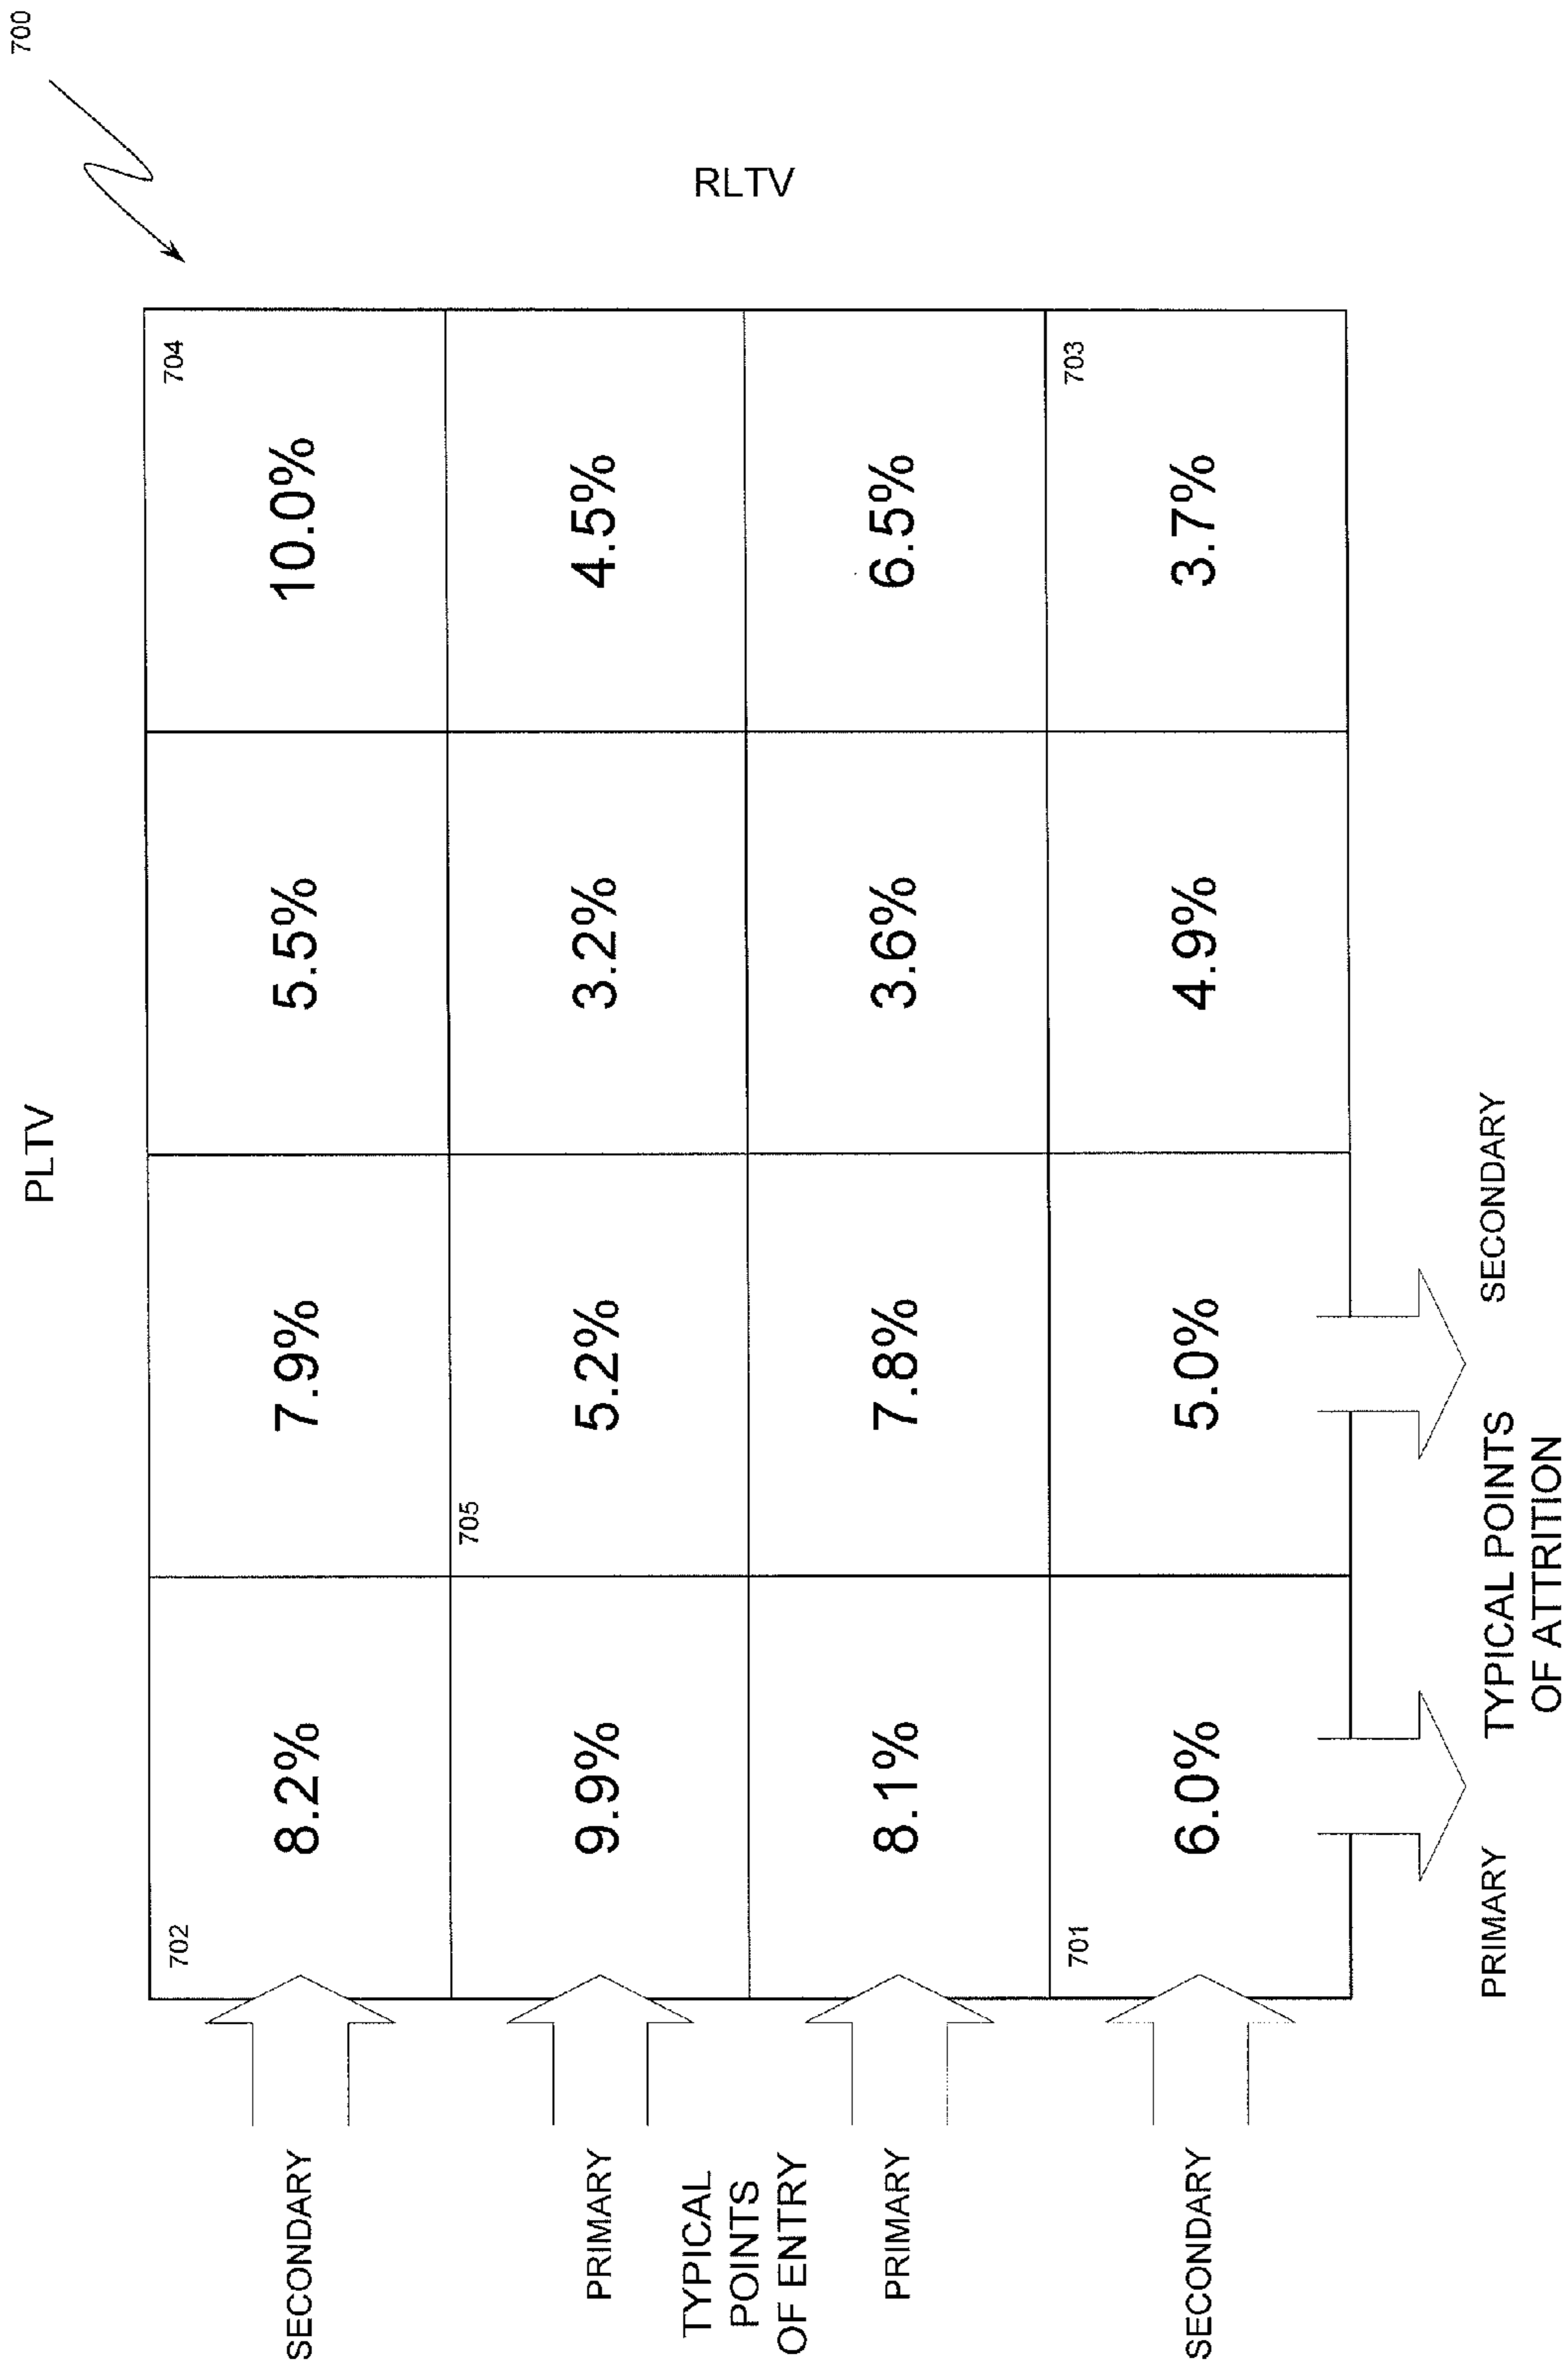 700
PLTV
702
704
SECONDARY 8.2% 7.9% 5.5% 10.0%
705
PRIMARY 9.9% 5.2% 3.2% 4.5%
TYPICAL
POINTS
OF ENTRY
RLTV
PRIMARY 8.1% 7.8% 3.6% 6.5%
701
703
SECONDARY 6.0% 5.0% 4.9% 3.7%
PRIMARY
TYPICAL POINTS
OF ATTRITION
SECONDARY